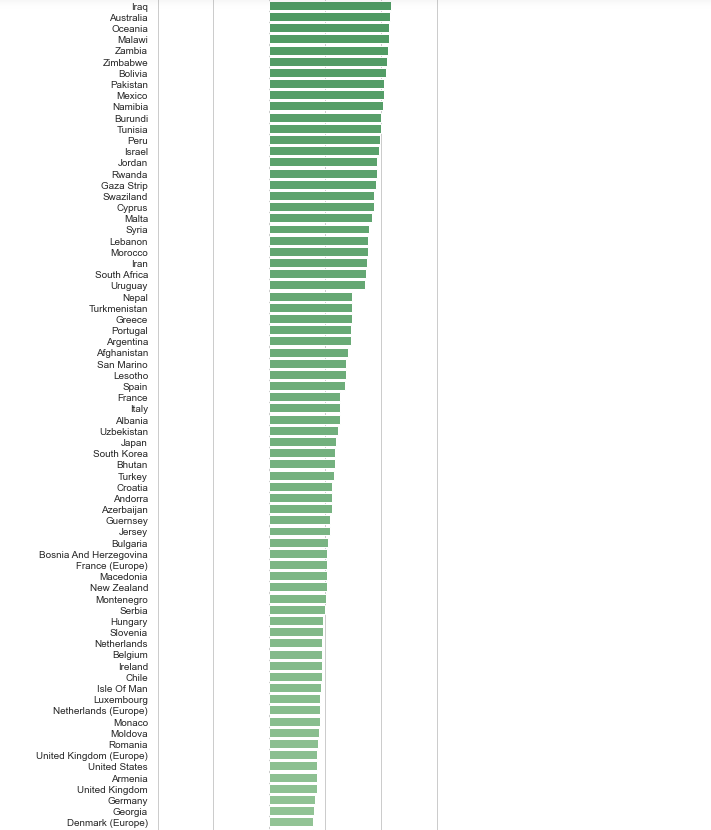 Iraq
Australia
Oceania
Malawi
Zambia
Zimbabwe
Bolivia
Pakistan
Mexico
Namibia
Burundi
Tunisia
Peru
Israel
Jordan
Rwanda
Gaza Strip
Swaziland
Cyprus
Malta
Syria
Lebanon
Morocco
Iran
South Africa
Uruguay
Nepal
Turkmenistan
Greece
Portugal
Argentina
Afghanistan
San Marino
Lesotho
Spain
France
Italy
Albania
Uzbekistan
Japan
South Korea
Bhutan
Turkey
Croatia
Andorra
Azerbaijan
Guernsey
Jersey
Bulgaria
Bosnia And Herzegovina
France (Europe)
Macedonia
New Zealand
Montenegro
Serbia
Hungary
Slovenia
Netherlands
Belgium
Ireland
Chile
Isle Of Man
Luxembourg
Netherlands (Europe)
Monaco
Moldova
Romania
United Kingdom (Europe)
United States
Armenia
United Kingdom
Germany
Georgia
Denmark (Europe)